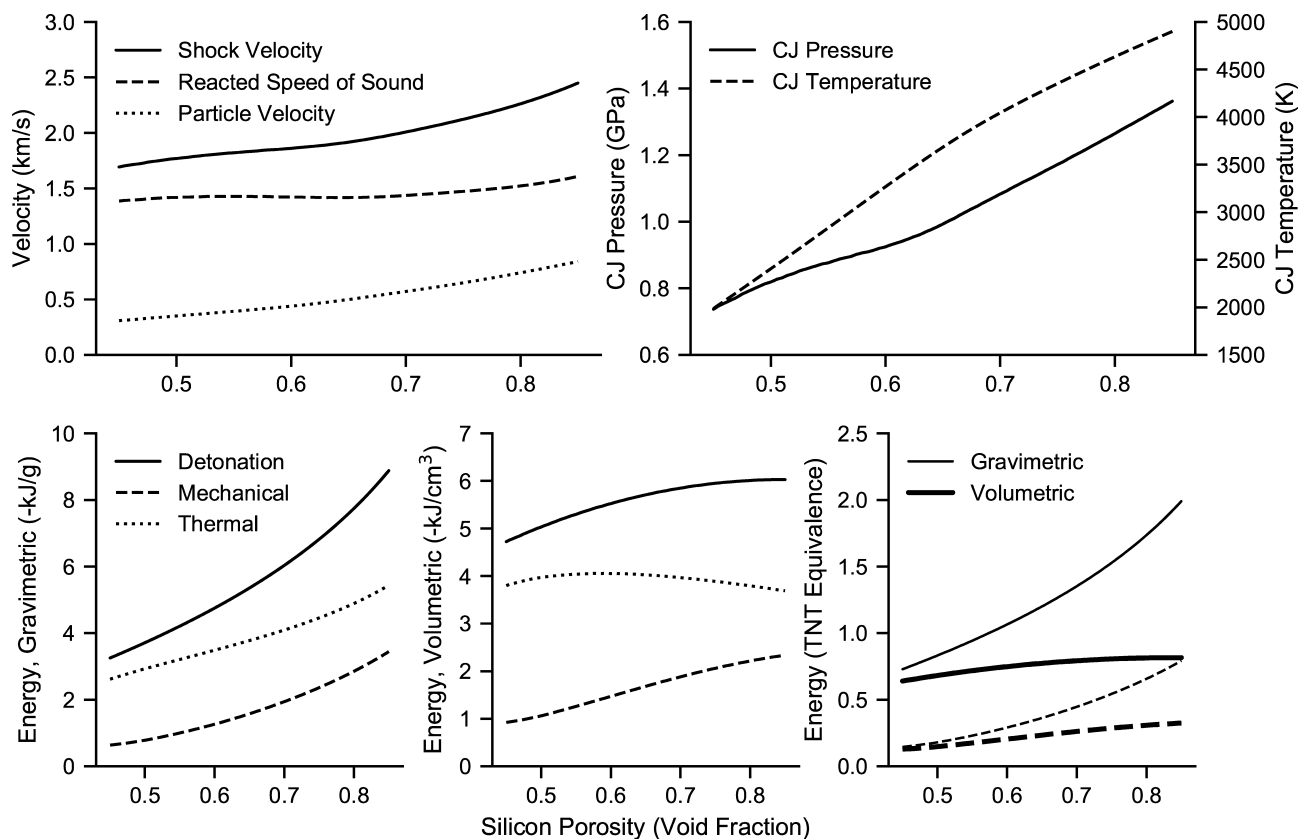 3.0
2.5
2.0
1.5
1.0
0.5
0.0
Velocity (km/s)
Shock Velocity
Reacted Speed of Sound
Particle Velocity
0.5 0.6 0.7 0.8
1.6
1.4
1.2
1.0
0.8
0.6
CJ Pressure (GPa)
CJ Pressure
CJ Temperature
5000
4500
4000
3500
3000
2500
2000
1500
CJ Temperature (K)
0.5 0.6 0.7 0.8
10
8
6
4
2
0
Energy, Gravimetric (-kJ/g)
Detonation
Mechanical
Thermal
0.5 0.6 0.7 0.8
7
6
5
4
3
2
1
0
Energy, Volumetric (-kJ/cm³)
0.5 0.6 0.7 0.8
2.5
2.0
1.5
1.0
0.5
0.0
Energy (TNT Equivalence)
Gravimetric
Volumetric
0.5 0.6 0.7 0.8
Silicon Porosity (Void Fraction)